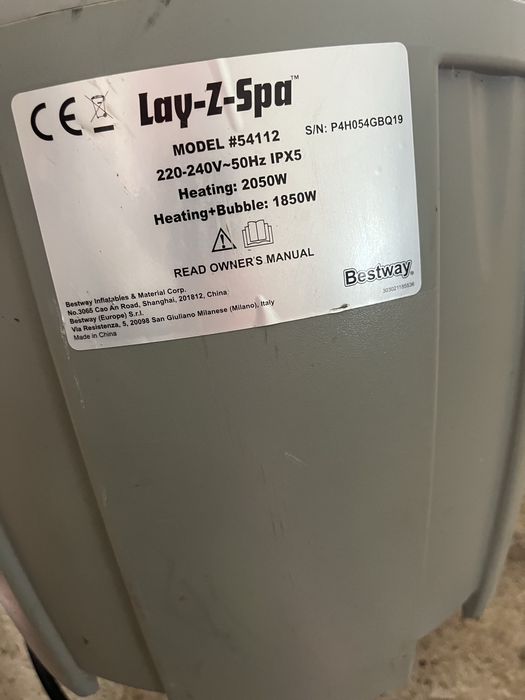 CE Lay-Z-Spa™
MODEL #54112 S/N: P4H054GBQ19
220-240V~50Hz IPX5
Heating: 2050W
Heating+Bubble: 1850W
READ OWNER'S MANUAL
Bestway®
Bestway Inflatables & Material Corp.
No.3065 Cao An Road, Shanghai, 201812, China
Bestway (Europe) S.r.l.
Via Resistenza, 5, 20098 San Giuliano Milanese (Milano), Italy
Made in China